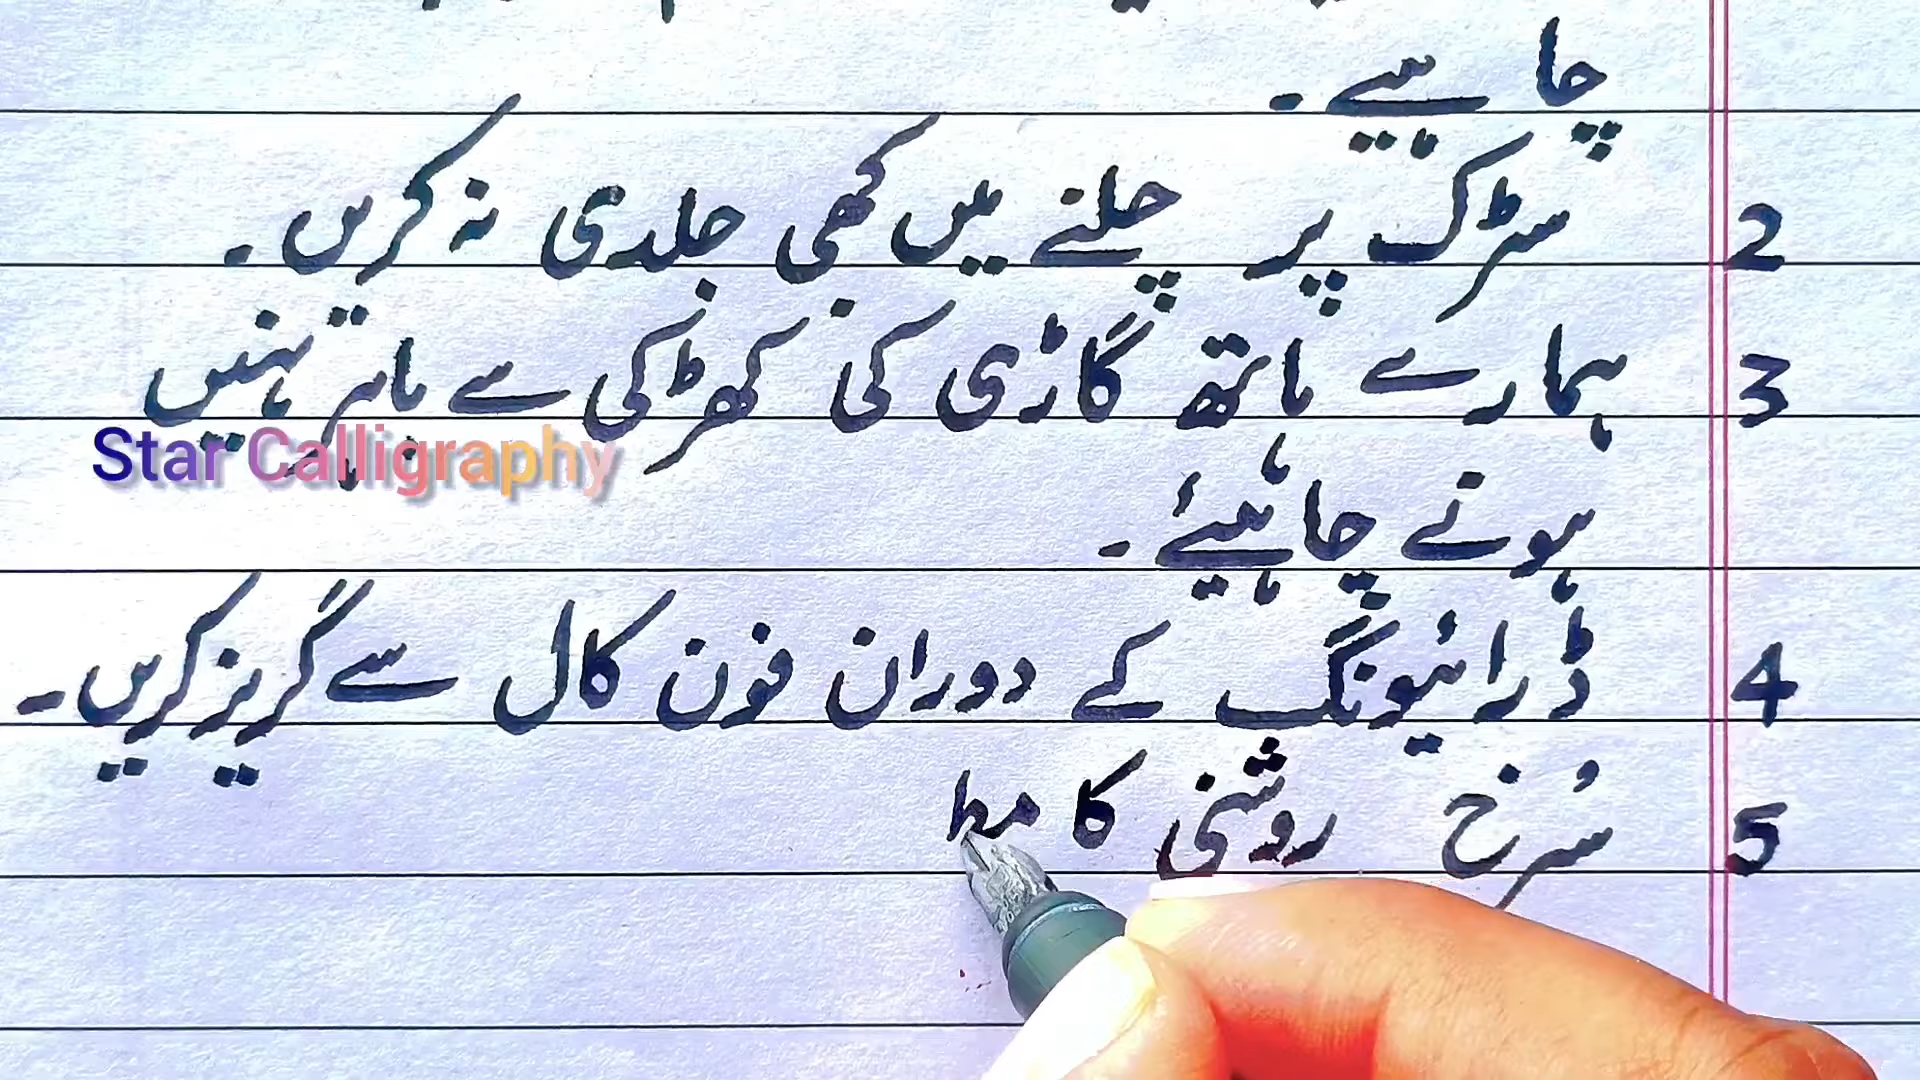 چاہیے۔
2 سڑک پر چلنے میں کبھی جلدی نہ کریں۔
3 ہمارے ہاتھ گاڑی کی کھڑکی سے باہر نہیں
ہونے چاہیئے۔
4 ڈرائیونگ کے دوران فون کال سے گریز کریں۔
5 سُرخ روشنی کا
Star Calligraphy